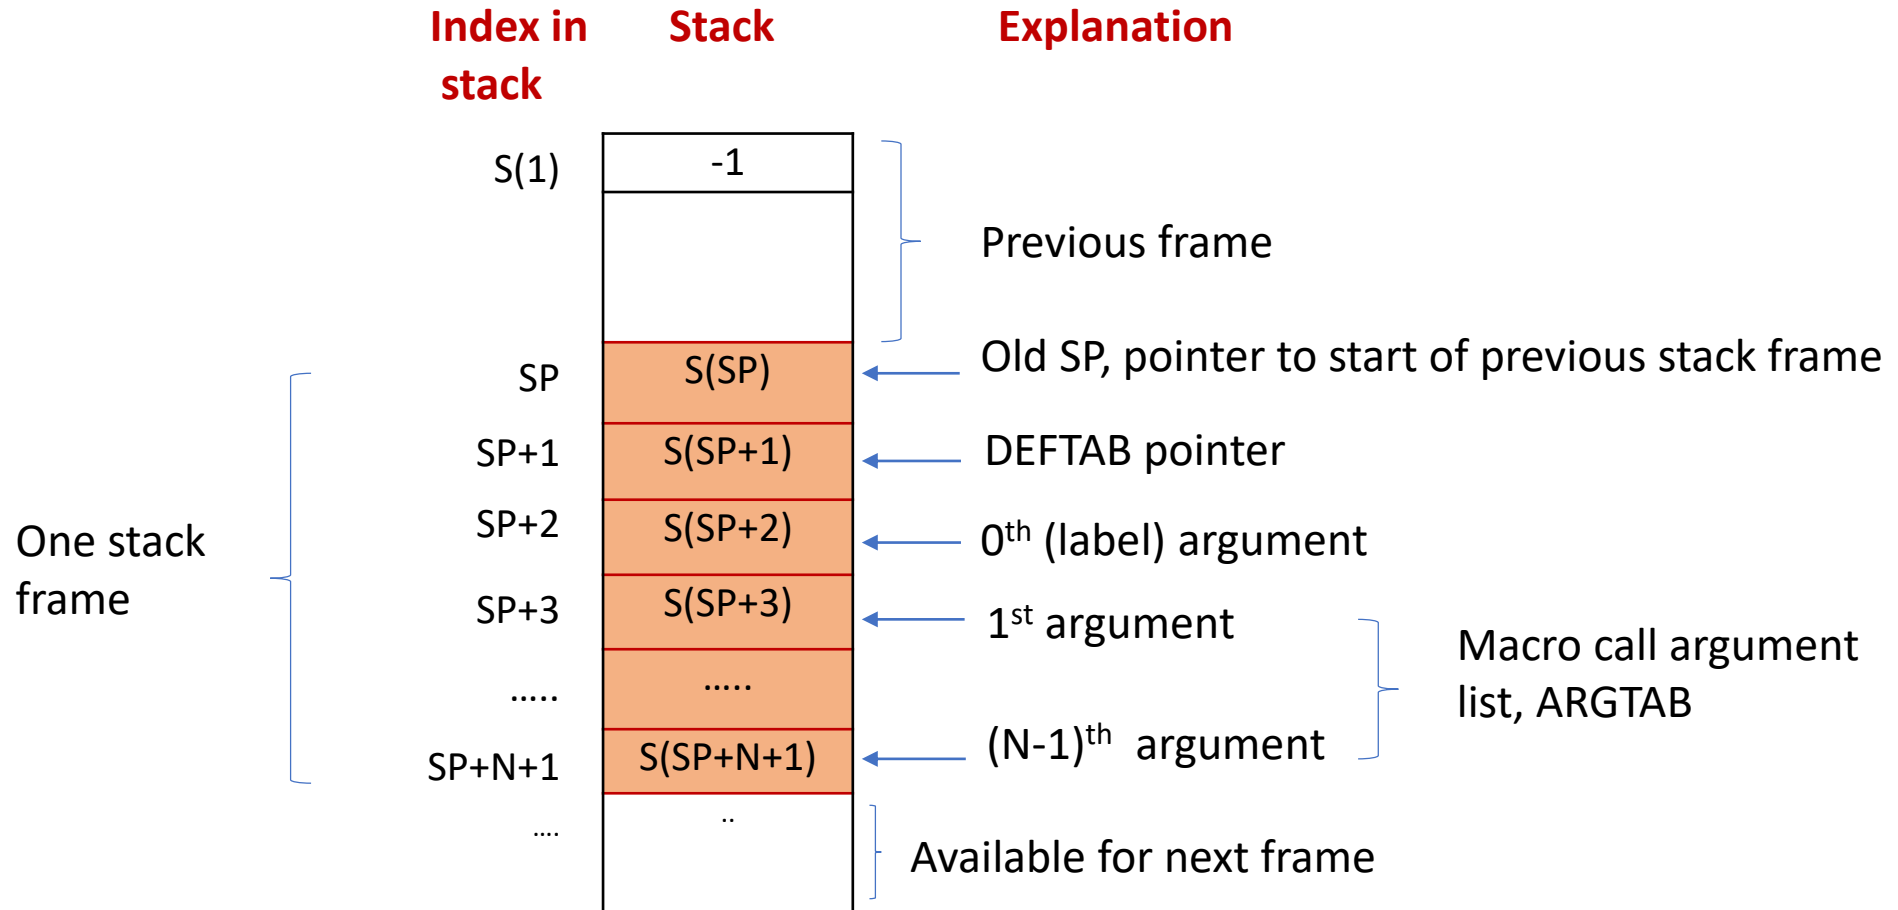 Index in
stack
Stack
Explanation
S(1)
-1
Previous frame
SP
S(SP)
Old SP, pointer to start of previous stack frame
SP+1
S(SP+1)
DEFTAB pointer
SP+2
S(SP+2)
0th (label) argument
One stack
frame
SP+3
S(SP+3)
1st argument
Macro call argument
list, ARGTAB
.....
.....
SP+N+1
S(SP+N+1)
(N-1)th argument
....
..
Available for next frame